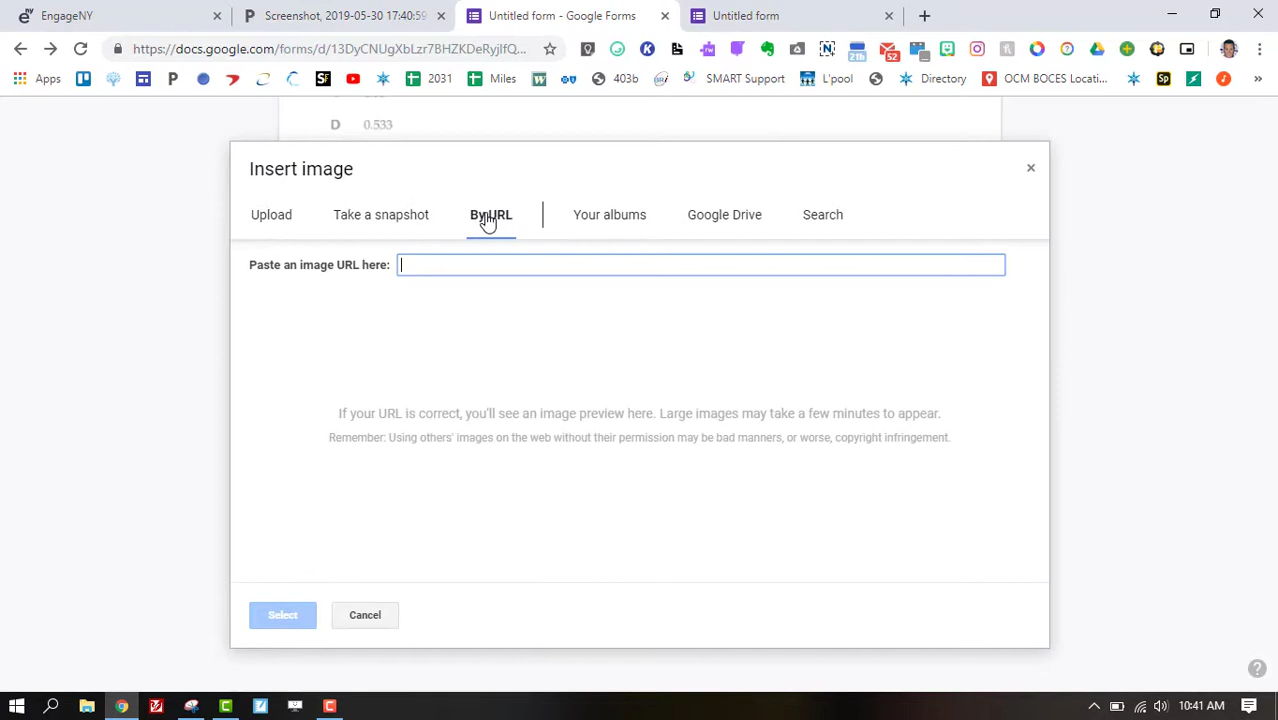 EngageNY
Screenshot, 2019-05-30 17:40:59
Untitled form - Google Forms
Untitled form
https://docs.google.com/forms/d/13DyCNUgXbLzr7BHZKDeRyjIfQ...
21h
52
Apps
2031
Miles
403b
SMART Support
L'pool
Directory
OCM BOCES Locati...
D 0.533
Insert image
Upload
Take a snapshot
By URL
Your albums
Google Drive
Search
Paste an image URL here:
If your URL is correct, you'll see an image preview here. Large images may take a few minutes to appear.
Remember: Using others' images on the web without their permission may be bad manners, or worse, copyright infringement.
Select
Cancel
10:41 AM